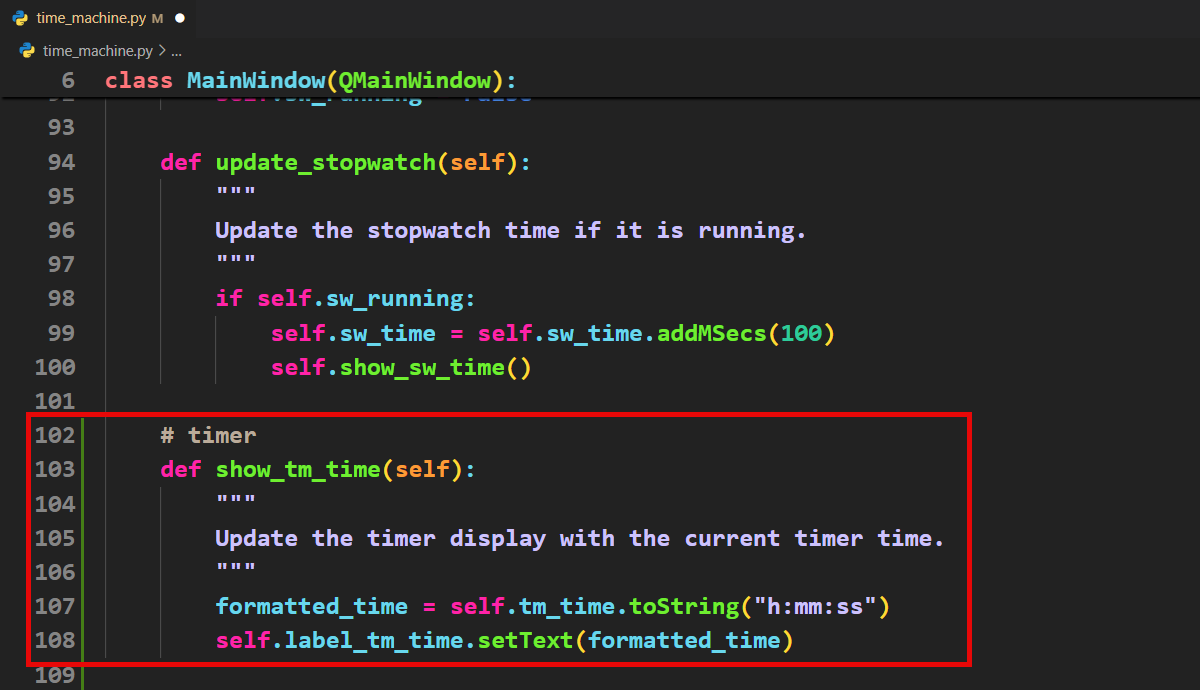 time_machine.py M
time_machine.py > ...
6 class MainWindow(QMainWindow):
93
94 def update_stopwatch(self):
95 """
96 Update the stopwatch time if it is running.
97 """
98 if self.sw_running:
99 self.sw_time = self.sw_time.addMSecs(100)
100 self.show_sw_time()
101
102 # timer
103 def show_tm_time(self):
104 """
105 Update the timer display with the current timer time.
106 """
107 formatted_time = self.tm_time.toString("h:mm:ss")
108 self.label_tm_time.setText(formatted_time)
109